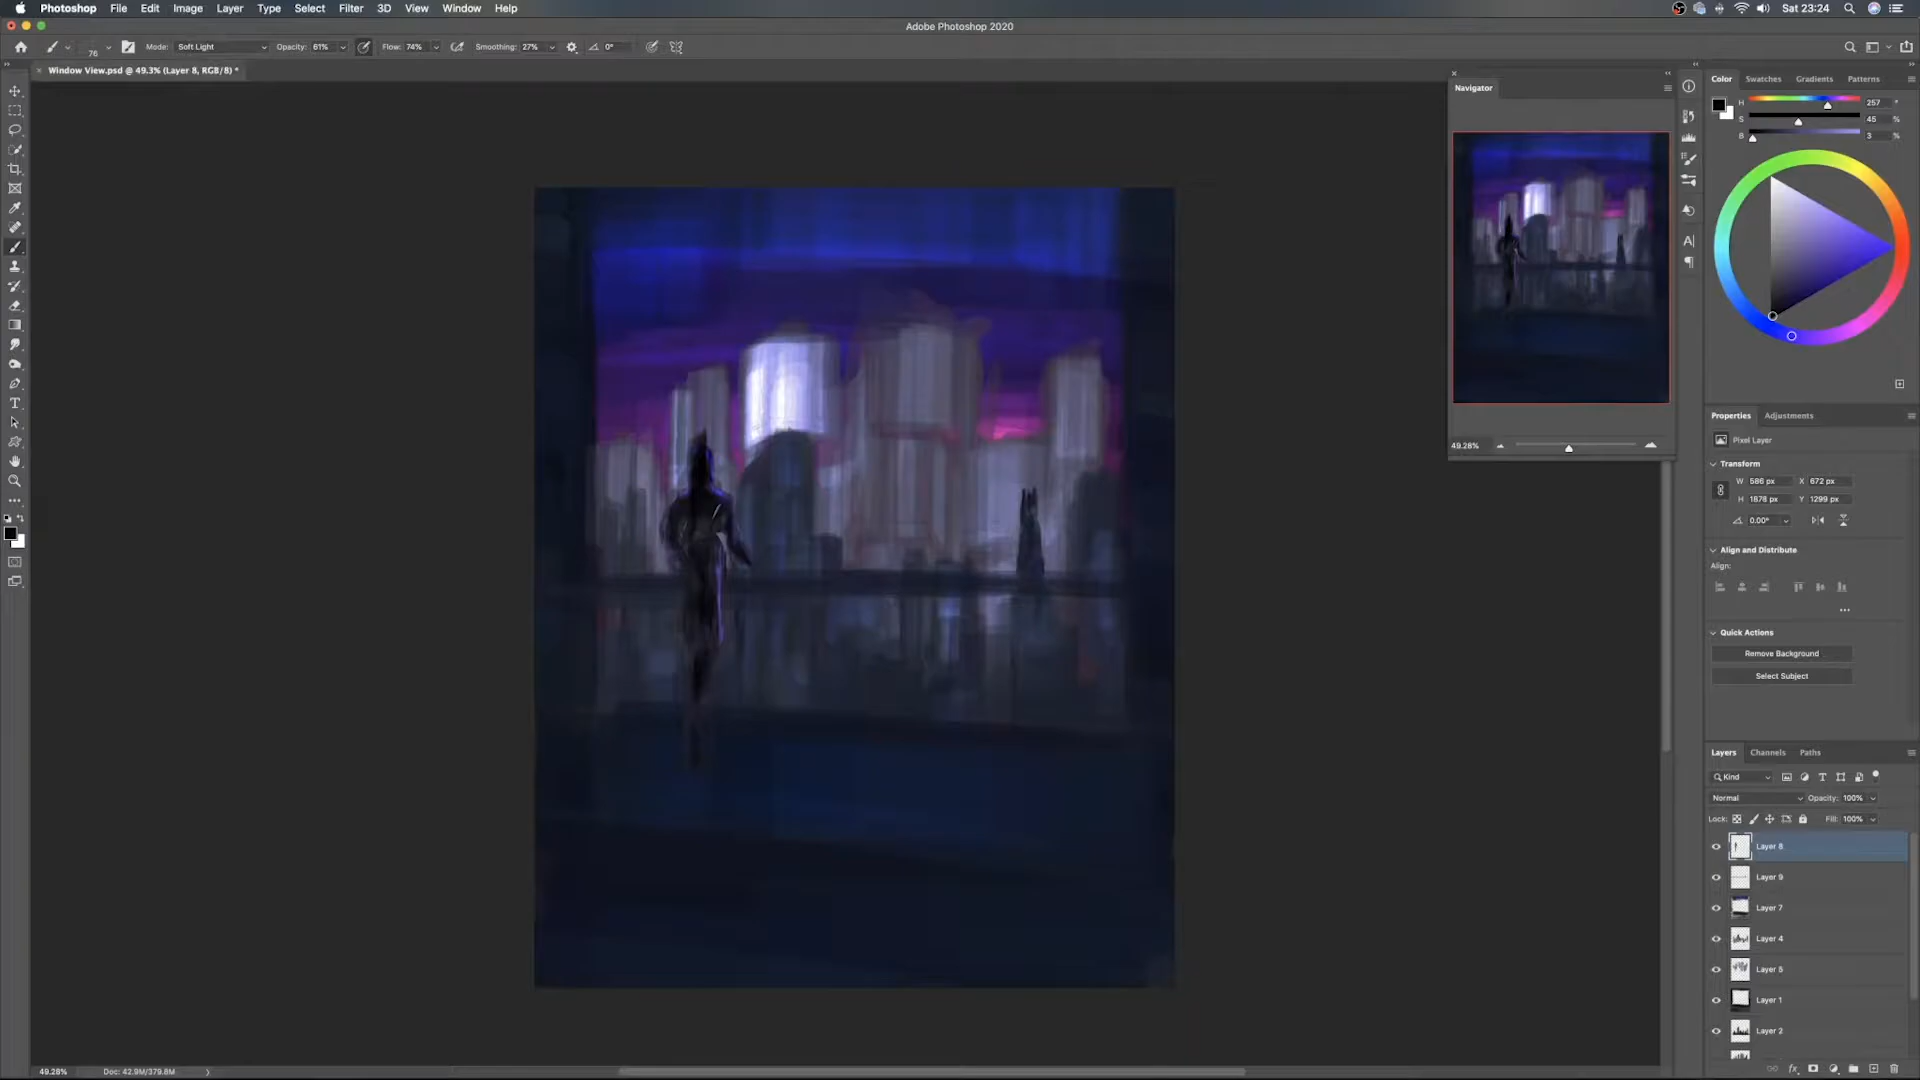 Photoshop File Edit Image Layer Type Select Filter 3D View Window Help Sat 23:24
Adobe Photoshop 2020
76 Mode: Soft Light Opacity: 61% Flow: 74% Smoothing: 27% 0°
Window View.psd @ 49.3% (Layer 8, RGB/8) *
Navigator
49.28%
Color Swatches Gradients Patterns
H 257 °
S 45 %
B 3 %
Properties Adjustments
Pixel Layer
Transform
W 586 px X 672 px
H 1878 px Y 1299 px
0.00°
Align and Distribute
Align:
Quick Actions
Remove Background
Select Subject
Layers Channels Paths
Kind
Normal Opacity: 100%
Lock: Fill: 100%
Layer 8
Layer 9
Layer 7
Layer 4
Layer 5
Layer 1
Layer 2
49.28% Doc: 42.9M/379.8M